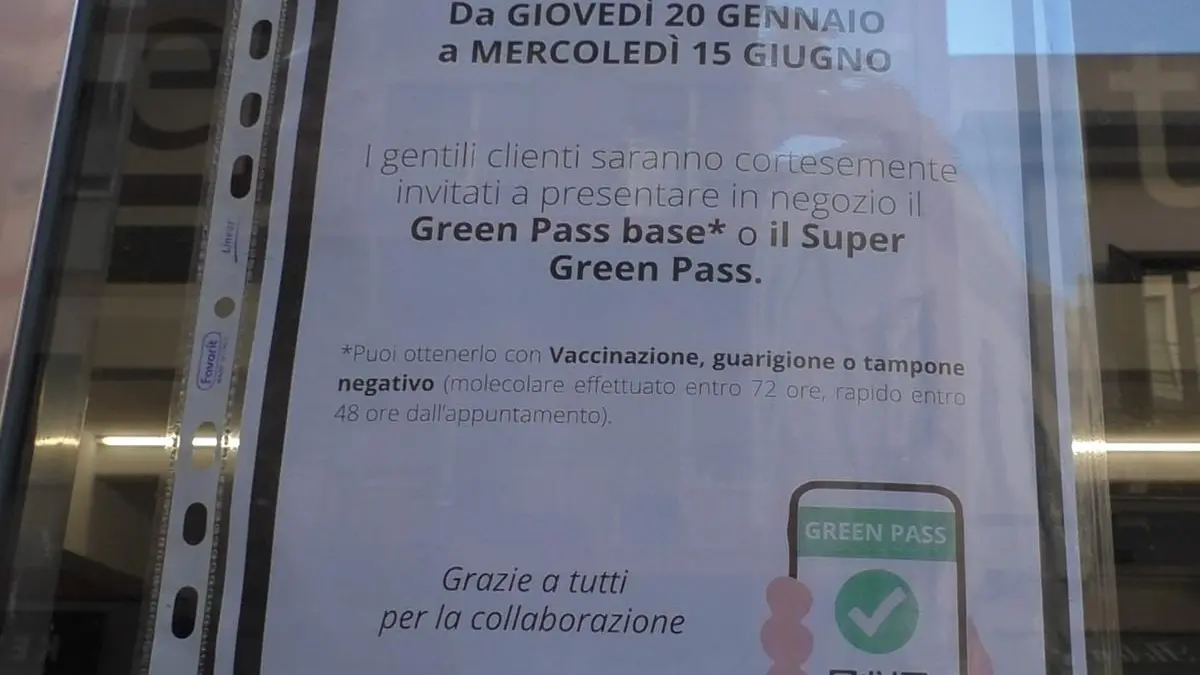 Da GIOVEDÌ 20 GENNAIO
a MERCOLEDÌ 15 GIUGNO
I gentili clienti saranno cortesemente
invitati a presentare in negozio il
Green Pass base* o il Super
Green Pass.
*Puoi ottenerlo con Vaccinazione, guarigione o tampone
negativo (molecolare effettuato entro 72 ore, rapido entro
48 ore dall'appuntamento).
GREEN PASS
Grazie a tutti
per la collaborazione
Linear
Favorit